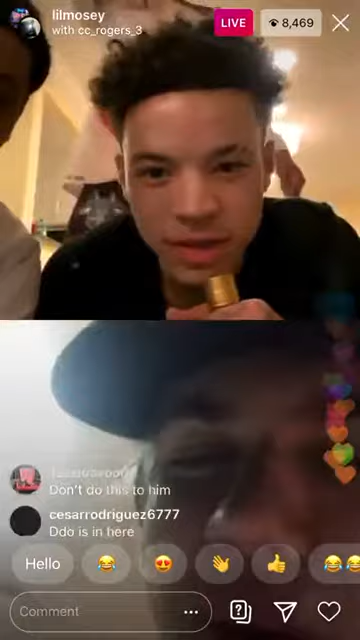 lilmosey
with cc_rogers_3
LIVE
8,469
Don't do this to him
cesarrodriguez6777
Ddo is in here
Hello
Comment